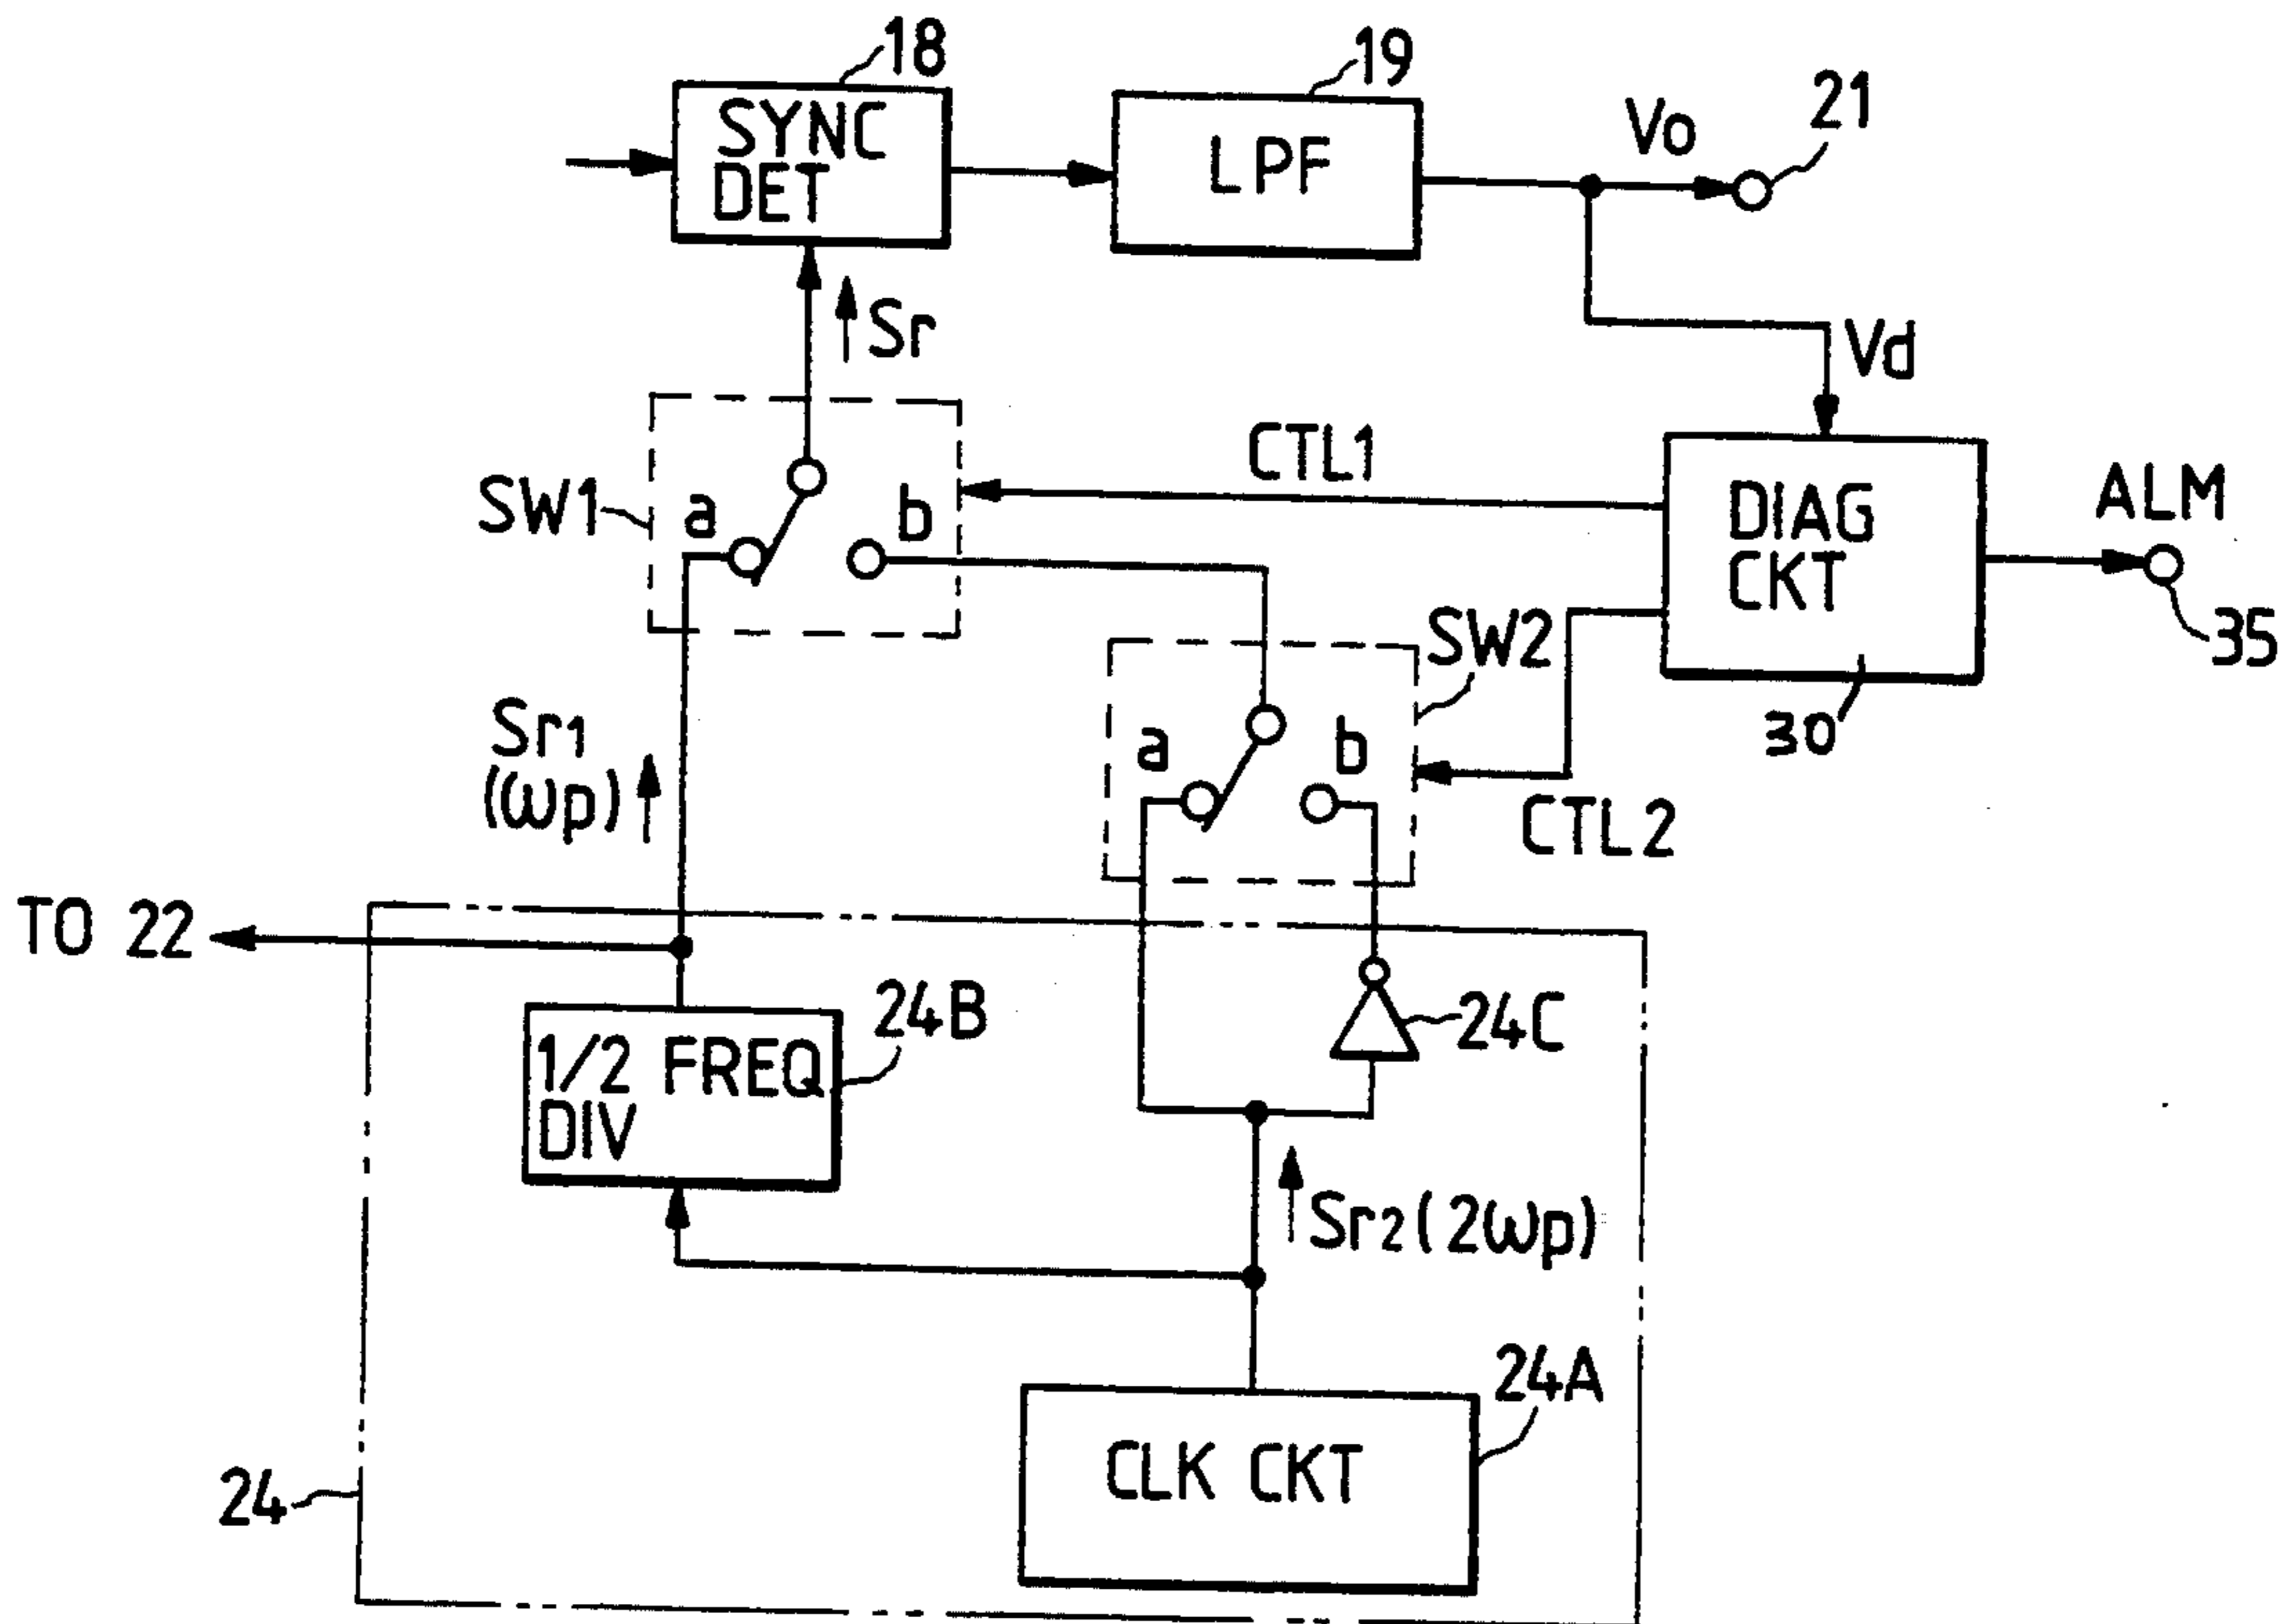 18
SYNC
DET
19
LPF
Vo
21
Sr
Vd
SW1
a
b
CTL1
DIAG
CKT
ALM
35
30
SW2
a
b
CTL2
Sr1
(ωp)
TO 22
24B
1/2 FREQ
DIV
24C
Sr2(2ωp)
24A
CLK CKT
24